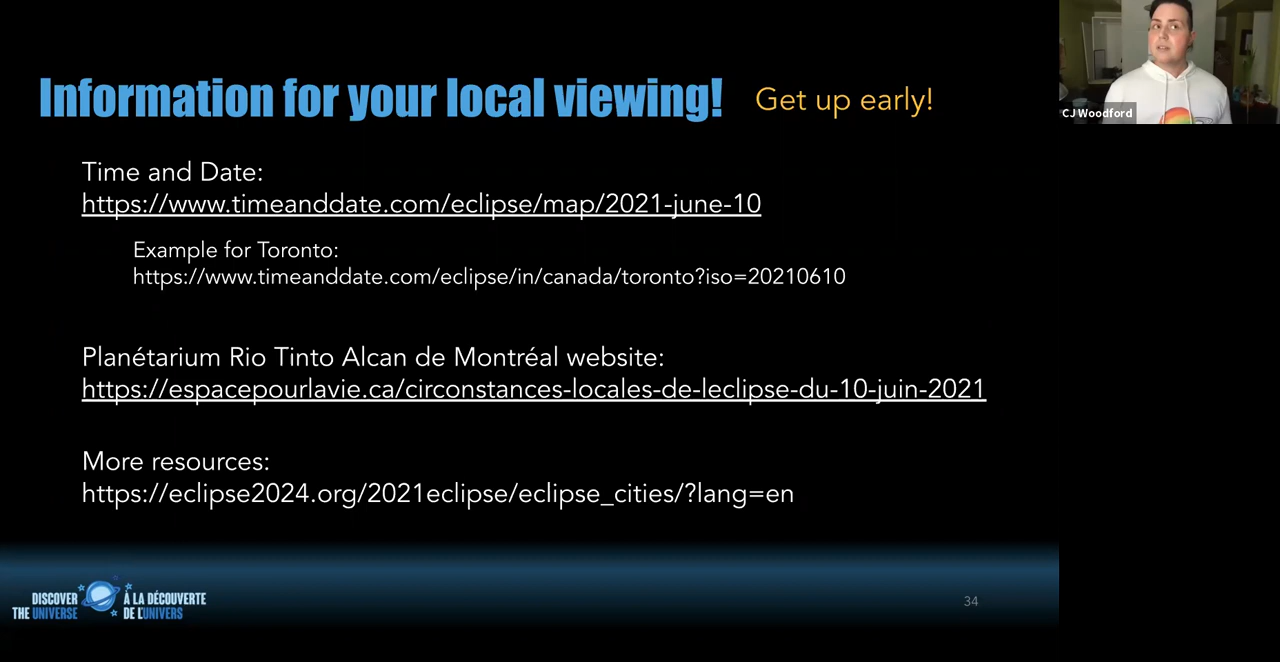 Information for your local viewing! Get up early!
CJ Woodford
Time and Date:
https://www.timeanddate.com/eclipse/map/2021-june-10
Example for Toronto:
https://www.timeanddate.com/eclipse/in/canada/toronto?iso=20210610
Planétarium Rio Tinto Alcan de Montréal website:
https://espacepourlavie.ca/circonstances-locales-de-leclipse-du-10-juin-2021
More resources:
https://eclipse2024.org/2021eclipse/eclipse_cities/?lang=en
DISCOVER
THE UNIVERSE
À LA DÉCOUVERTE
DE L'UNIVERS
34